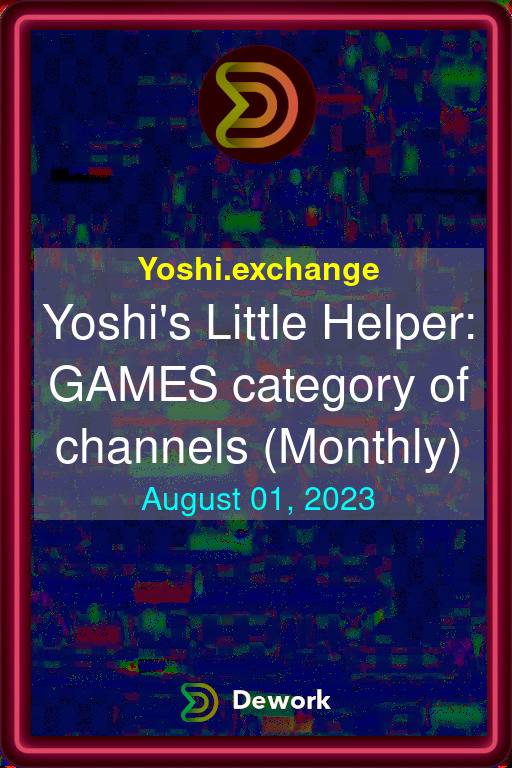 Yoshi.exchange
Yoshi's Little Helper:
GAMES category of
channels (Monthly)
August 01, 2023
Dework